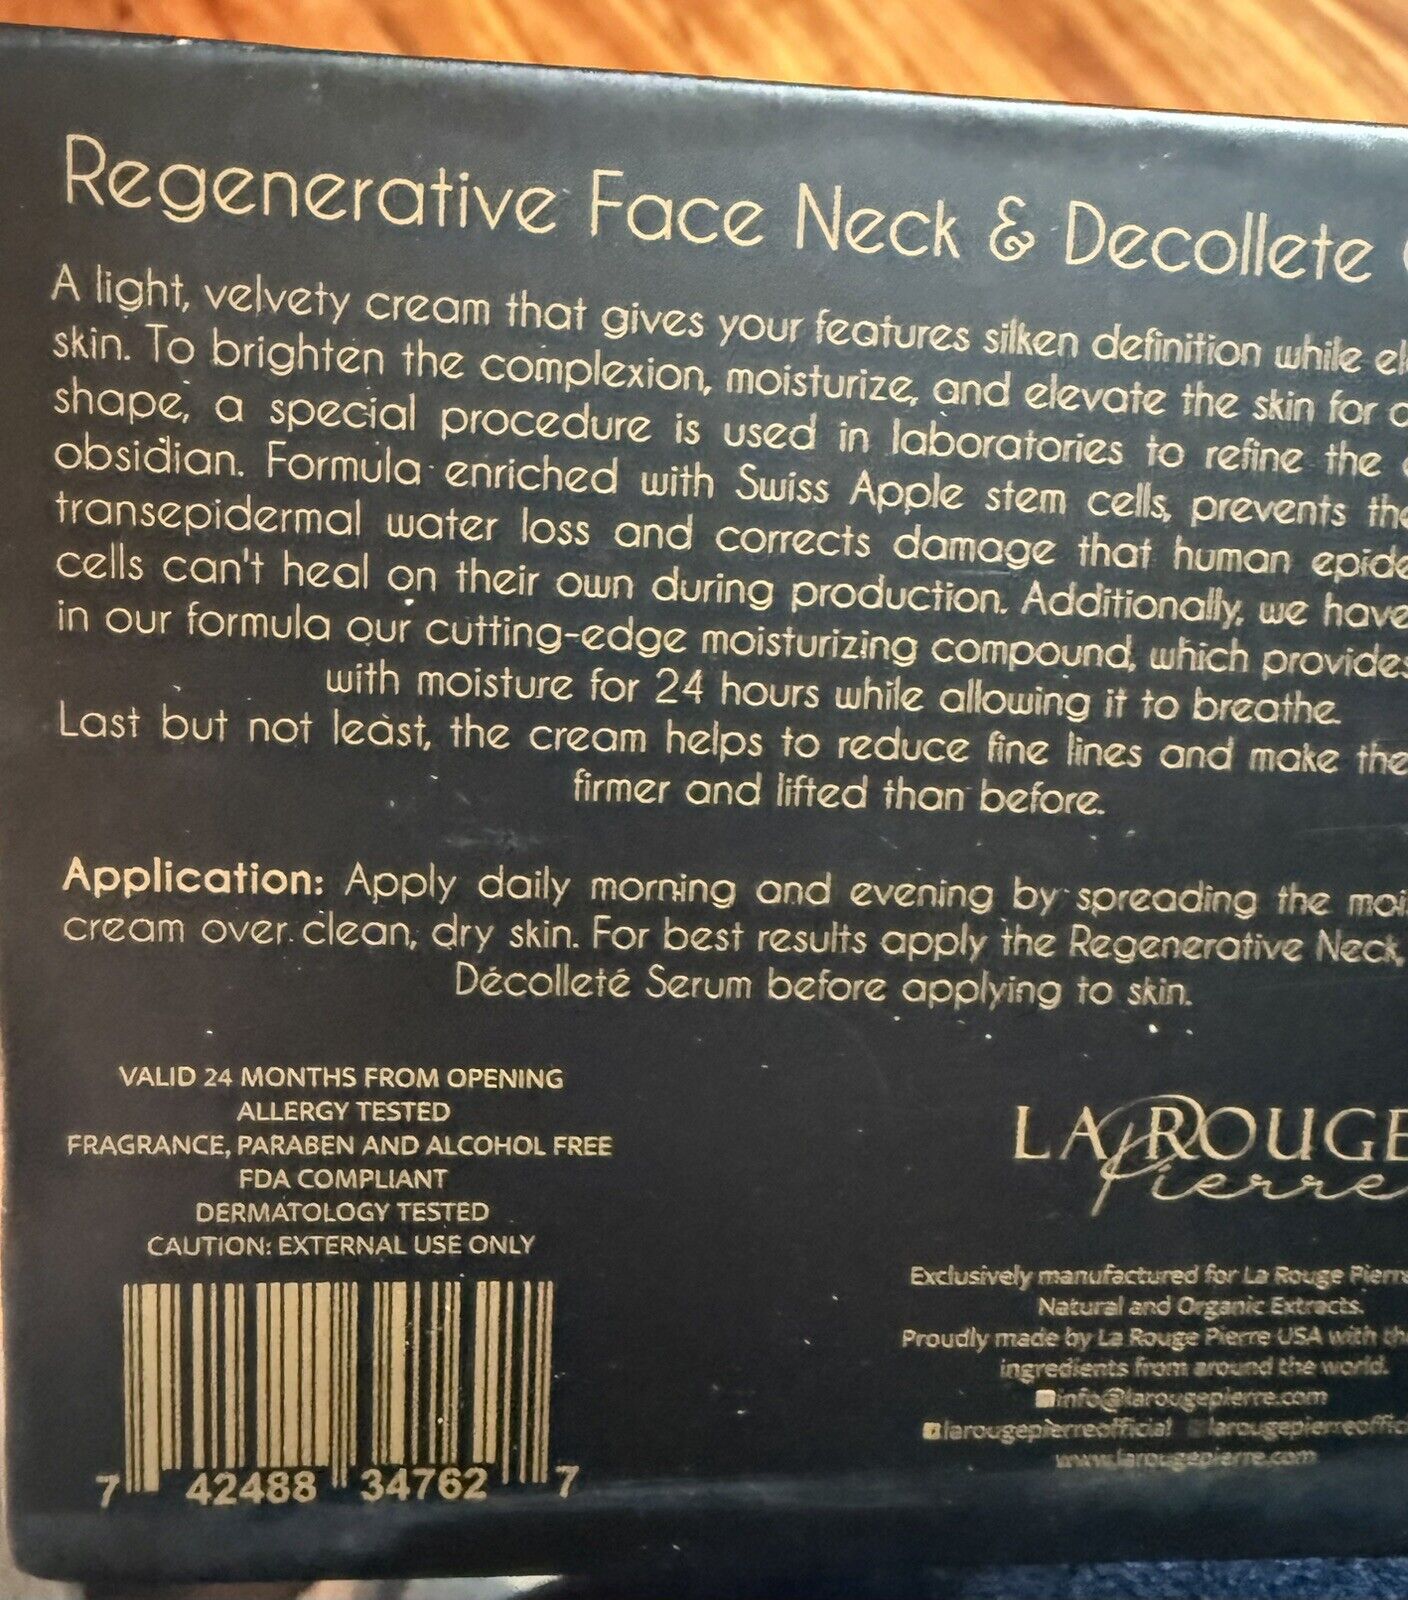 Regenerative Face Neck & Decollete
A light, velvety cream that gives your features silken definition while
skin. To brighten the complexion, moisturize, and elevate the skin for
shape, a special procedure is used in laboratories to refine the
obsidian. Formula enriched with Swiss Apple stem cells, prevents
transepidermal water loss and corrects damage that human
cells can't heal on their own during production. Additionally, we have
in our formula our cutting-edge moisturizing compound, which provides
with moisture for 24 hours while allowing it to breathe.
Last but not least, the cream helps to reduce fine lines and make the
firmer and lifted than before.
Application: Apply daily morning and evening by spreading the
cream over clean, dry skin. For best results apply the Regenerative Neck,
Décolleté Serum before applying to skin.
VALID 24 MONTHS FROM OPENING
ALLERGY TESTED
FRAGRANCE, PARABEN AND ALCOHOL FREE
FDA COMPLIANT
DERMATOLOGY TESTED
CAUTION: EXTERNAL USE ONLY
7 42488 34762 7
LA ROUGE
Pierre
Exclusively manufactured for La Rouge Pierre
Natural and Organic Extracts.
Proudly made by La Rouge Pierre USA with
ingredients from around the world.
info@larougepierre.com
larougepierreofficial
www.larougepierre.com